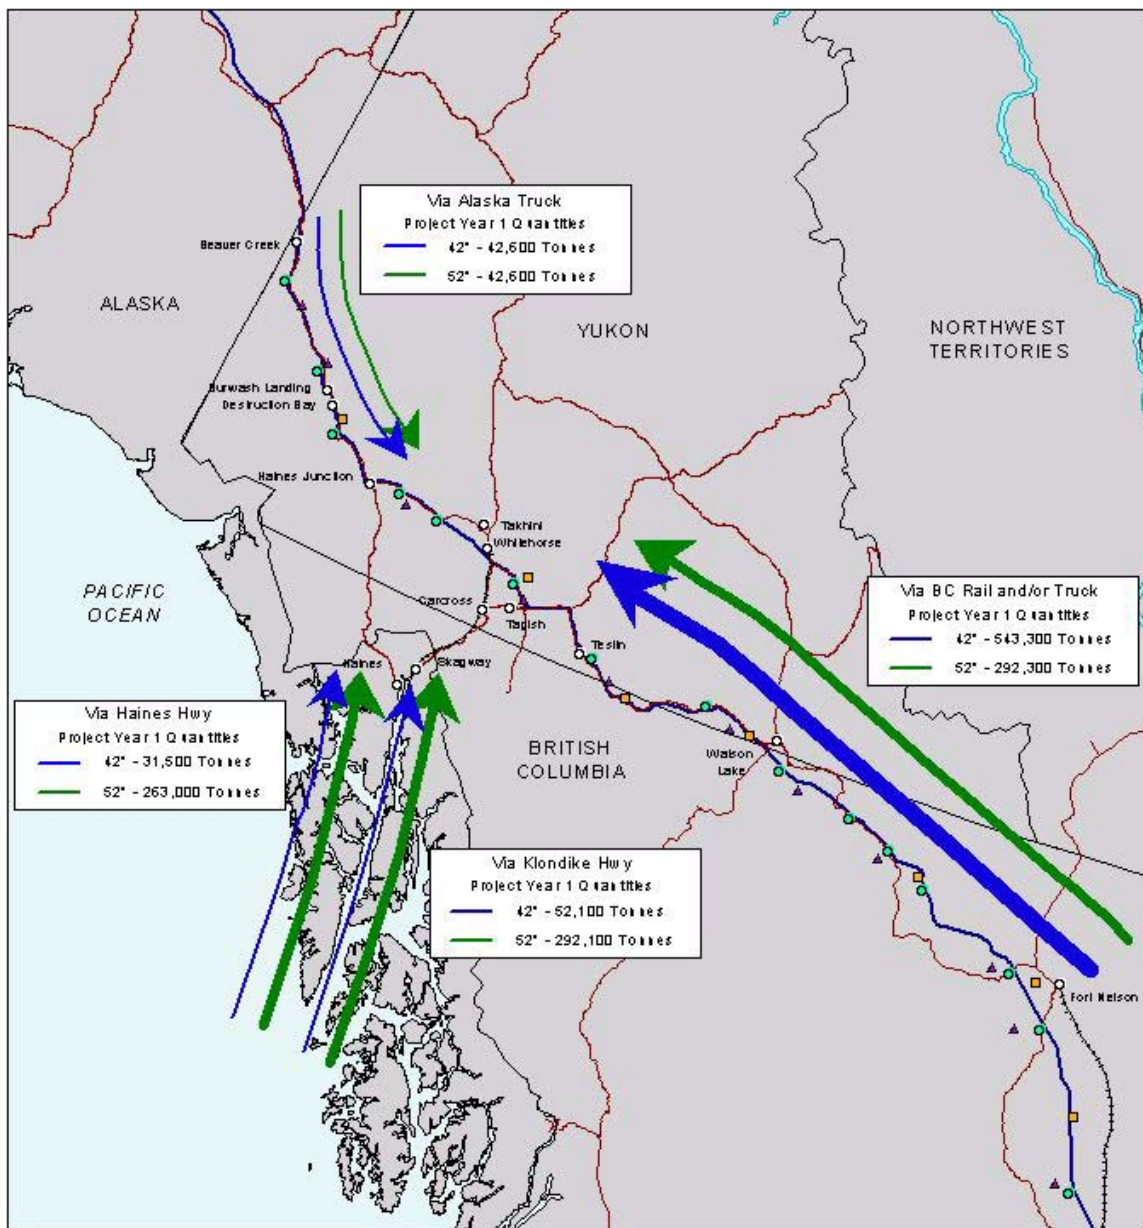 Via Alaska Truck
Project Year 1 Quantities
42" - 42,600 Tonnes
52" - 42,600 Tonnes
Beaver Creek
ALASKA
YUKON
NORTHWEST
TERRITORIES
Burwash Landing
Destruction Bay
Haines Junction
Takhini
Whitehorse
PACIFIC
OCEAN
Carcross
Tagish
Via BC Rail and/or Truck
Project Year 1 Quantities
42" - 543,300 Tonnes
52" - 292,300 Tonnes
Teslin
Haines
Skagway
Via Haines Hwy
Project Year 1 Quantities
42" - 31,500 Tonnes
52" - 263,000 Tonnes
BRITISH
COLUMBIA
Watson
Lake
Via Klondike Hwy
Project Year 1 Quantities
42" - 52,100 Tonnes
52" - 292,100 Tonnes
Fort Nelson